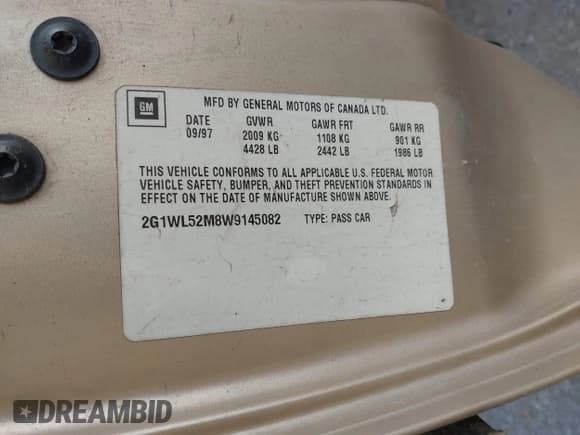 GM
MFD BY GENERAL MOTORS OF CANADA LTD.
DATE GVWR GAWR FRT GAWR RR
09/97 2009 KG 1108 KG 901 KG
4428 LB 2442 LB 1986 LB
THIS VEHICLE CONFORMS TO ALL APPLICABLE U.S. FEDERAL MOTOR
VEHICLE SAFETY, BUMPER, AND THEFT PREVENTION STANDARDS IN
EFFECT ON THE DATE OF MANUFACTURE SHOWN ABOVE.
2G1WL52M8W9145082 TYPE: PASS CAR
DREAMBID